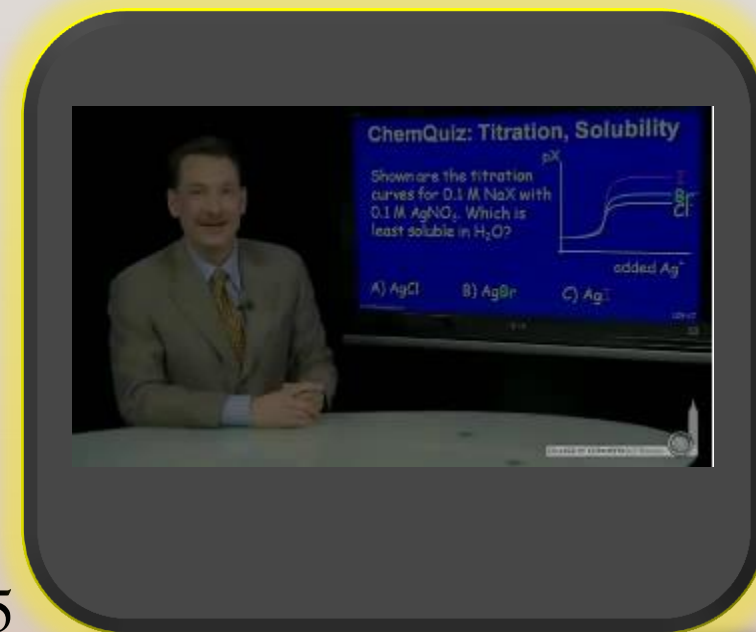 ChemQuiz: Titration, Solubility
pX
Shown are the titration
curves for 0.1 M NaX with
0.1 M AgNO₃. Which is
least soluble in H₂O?
I
Br
Cl
added Ag⁺
A) AgCl B) AgBr C) AgI
5